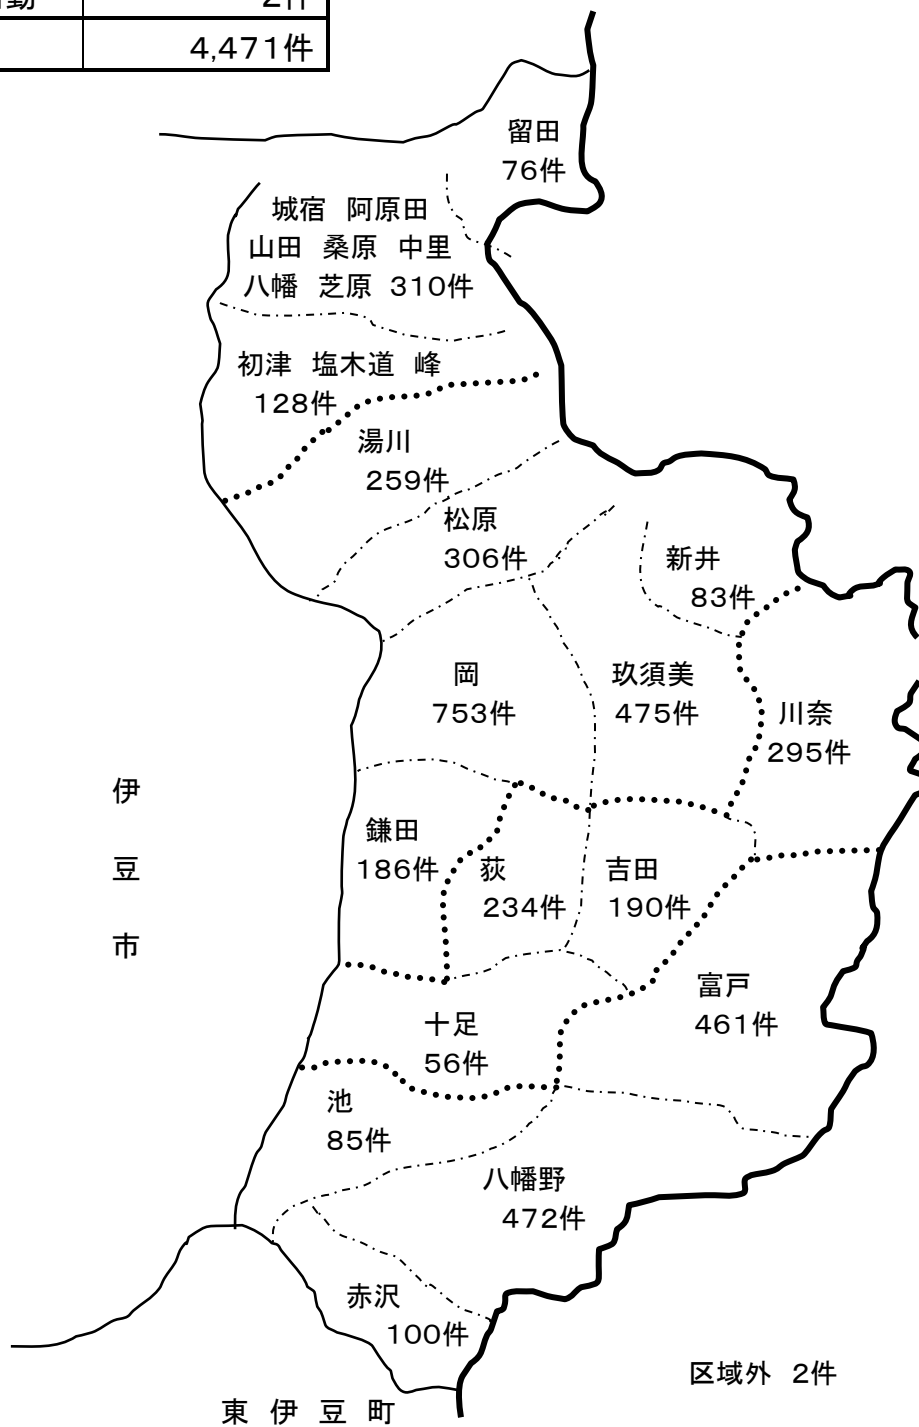 2件
4,471件
留田
76件
城宿 阿原田
山田 桑原 中里
八幡 芝原 310件
初津 塩木道 峰
128件
湯川
259件
松原
306件
新井
83件
岡
753件
玖須美
475件
川奈
295件
伊
豆
市
鎌田
186件
荻
234件
吉田
190件
富戸
461件
十足
56件
池
85件
八幡野
472件
赤沢
100件
区域外 2件
東 伊 豆 町